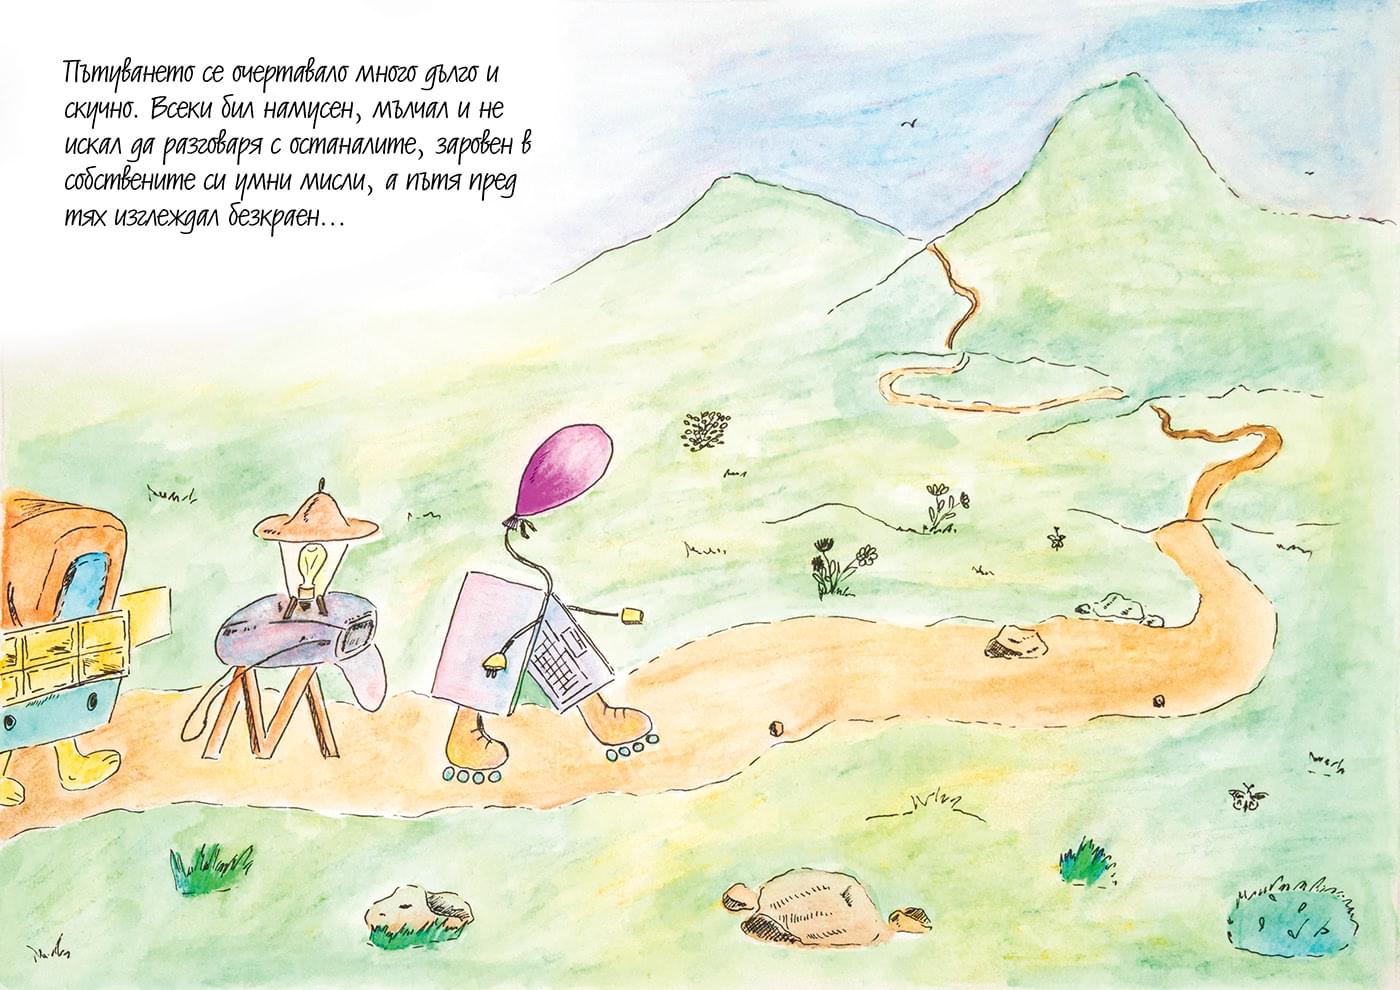 Пътуването се очертавало много дълго и
скучно. Всеки бил намусен, мълчал и не
искал да разговаря с останалите, заровен в
собствените си умни мисли, а пътя пред
тях изглеждал безкраен...